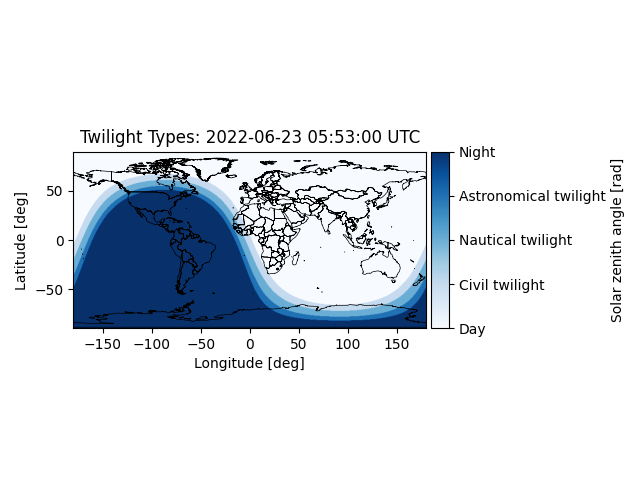 Twilight Types: 2022-06-23 05:53:00 UTC
Night
Astronomical twilight
Nautical twilight
Civil twilight
Day
Solar zenith angle [rad]
Latitude [deg]
50
0
−50
−150
−100
−50
0
50
100
150
Longitude [deg]